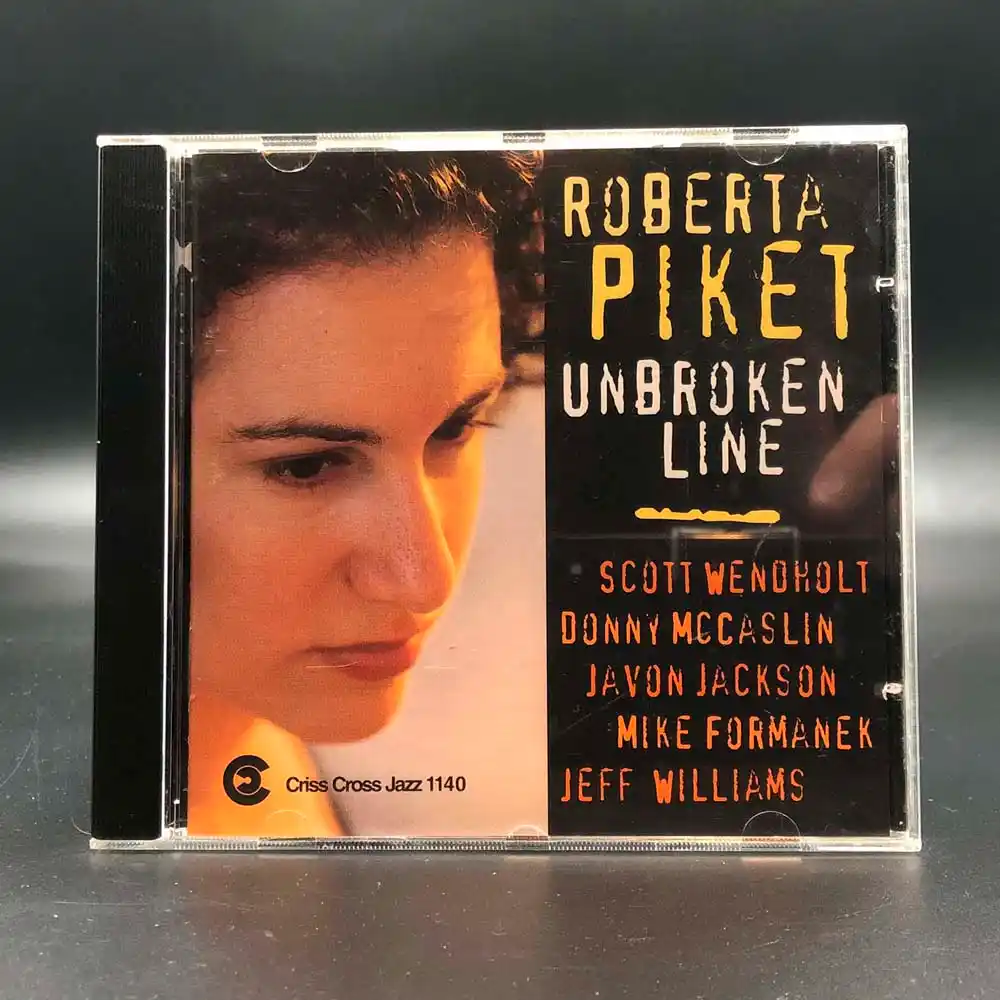 ROBERTA
PIKET
UNBROKEN
LINE
SCOTT WENDHOLT
DONNY MCCASLIN
JAVON JACKSON
MIKE FORMANEK
JEFF WILLIAMS
Criss Cross Jazz 1140